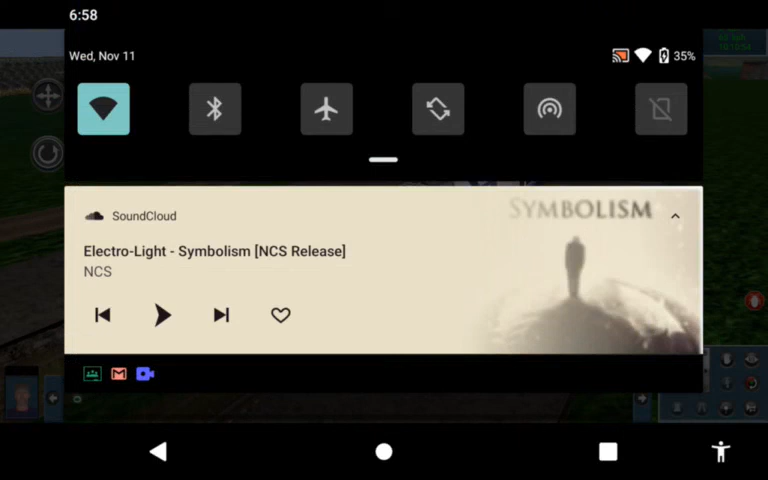 6:58
Wed, Nov 11
35%
SoundCloud
SYMBOLISM
Electro-Light - Symbolism [NCS Release]
NCS